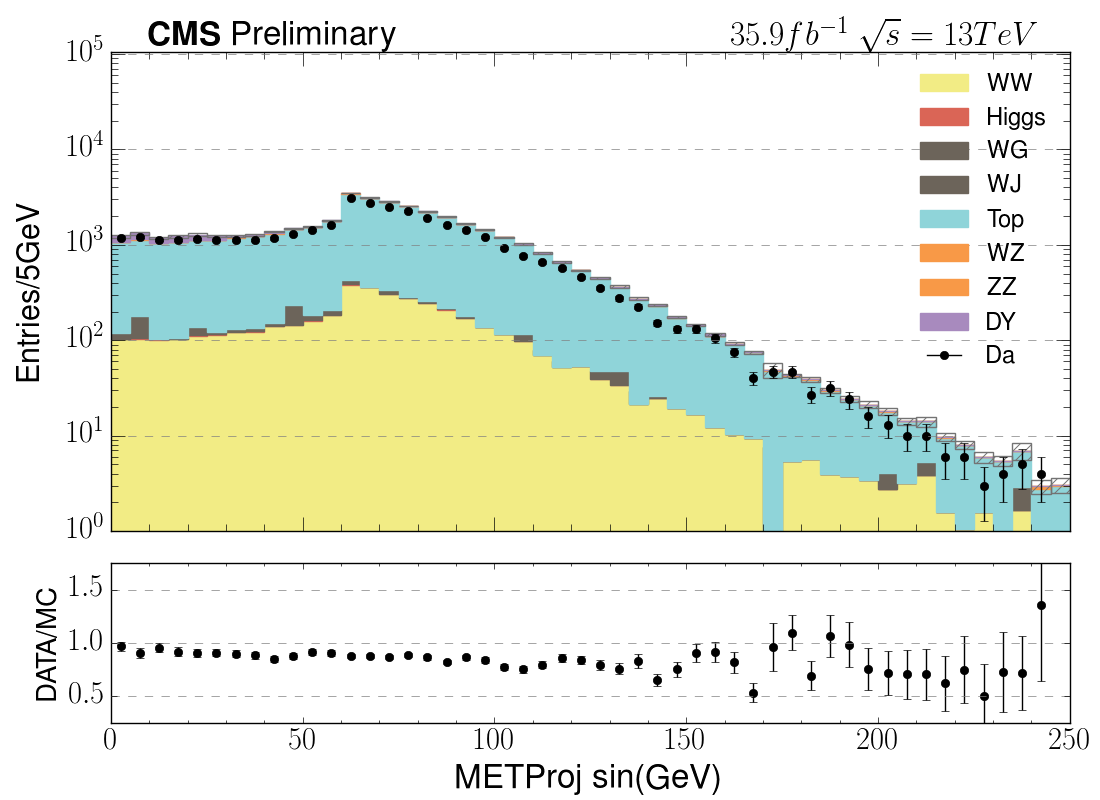 CMS Preliminary 35.9fb⁻¹ √s = 13TeV
10⁵
10⁴
10³
10²
10¹
10⁰
Entries/5GeV
WW
Higgs
WG
WJ
Top
WZ
ZZ
DY
Da
1.5
1.0
0.5
DATA/MC
0 50 100 150 200 250
METProj sin(GeV)